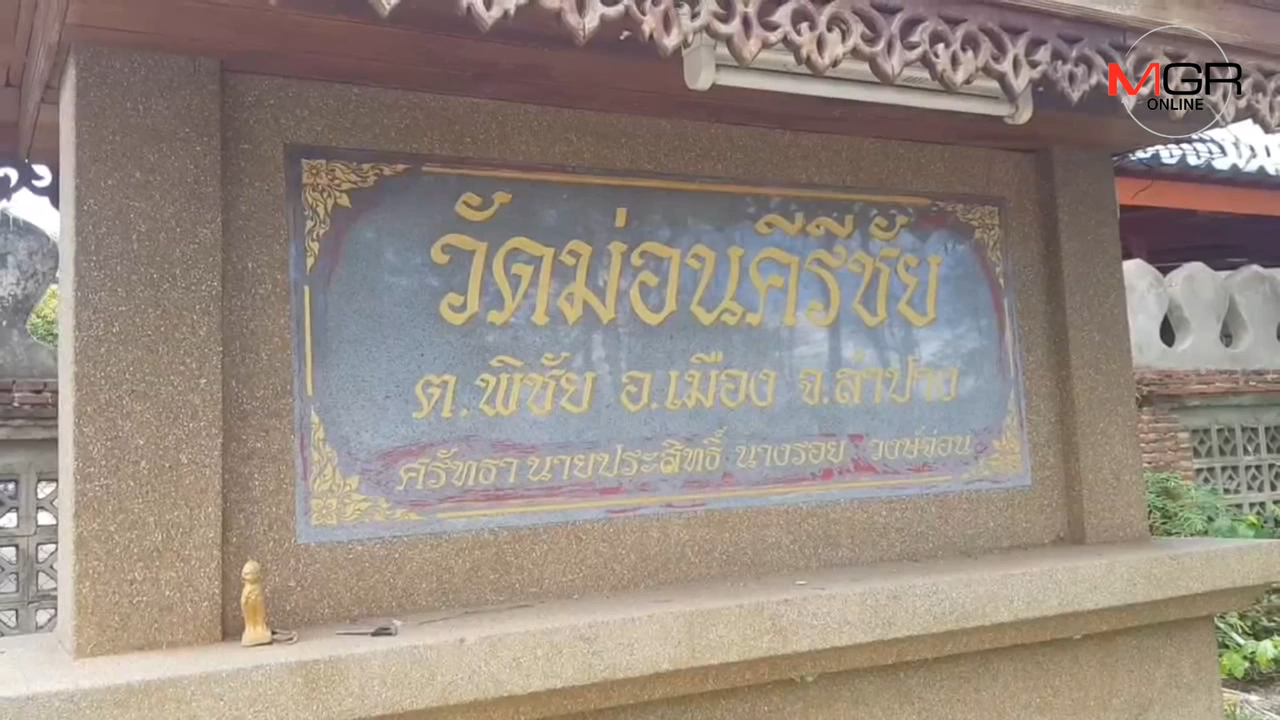 MGR
ONLINE
วัดม่อนคีรีชัย
ต.พิชัย อ.เมือง จ.ลำปาง
ศรัทธา นายประสิทธิ์ นางรอย วงษ์จ่อน